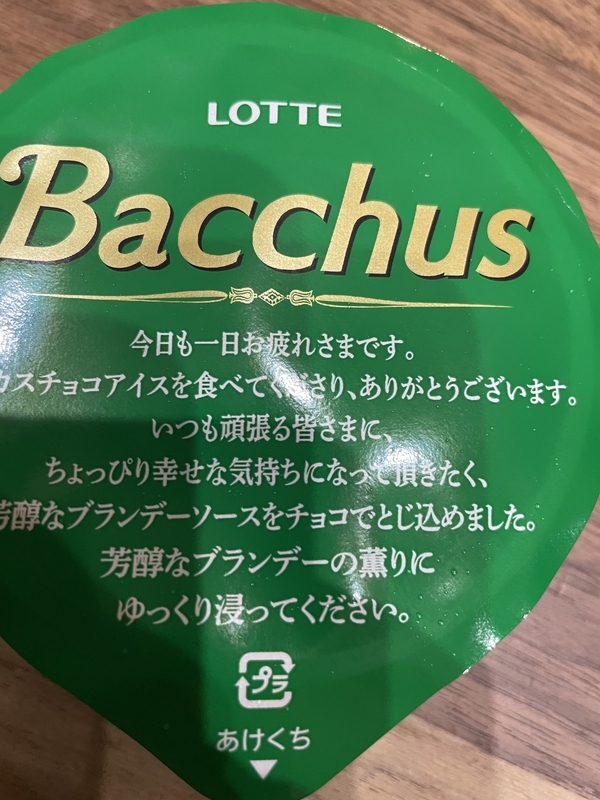 LOTTE
Bacchus
今日も一日お疲れさまです。
カスチョコアイスを食べてくださり、ありがとうございます。
いつも頑張る皆さまに、
ちょっぴり幸せな気持ちになって頂きたく、
芳醇なブランデーソースをチョコでとじ込めました。
芳醇なブランデーの薫りに
ゆっくり浸ってください。
プラ
あけくち